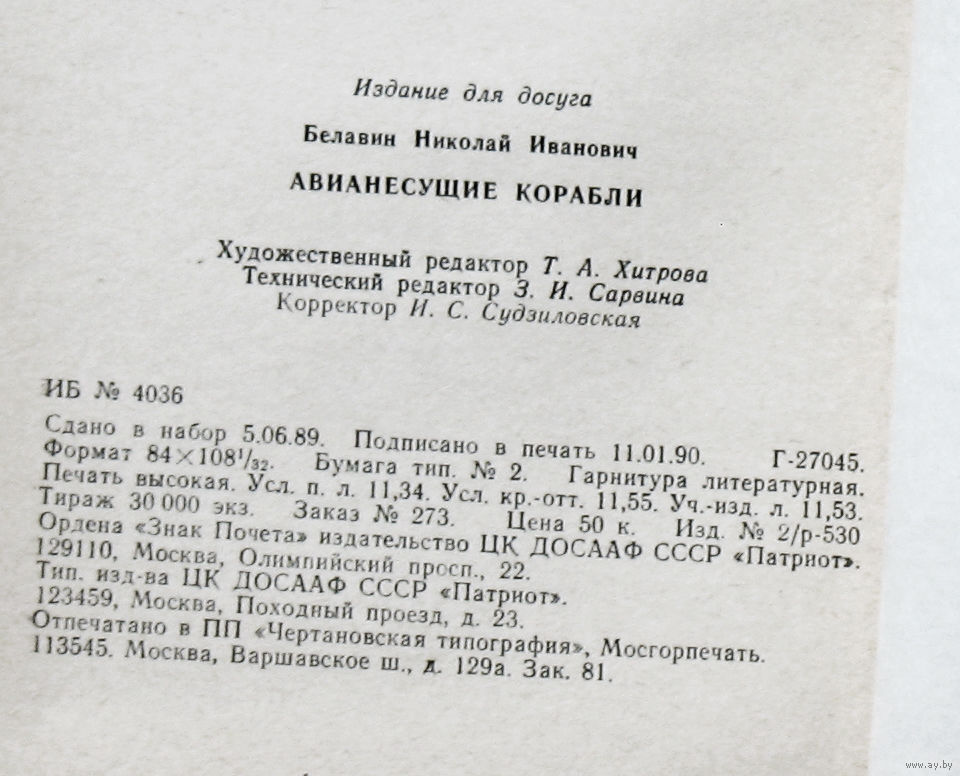 Издание для досуга
Белавин Николай Иванович
АВИАНЕСУЩИЕ КОРАБЛИ
Художественный редактор Т. А. Хитрова
Технический редактор З. И. Сарвина
Корректор И. С. Судзиловская
ИБ № 4036
Сдано в набор 5.06.89. Подписано в печать 11.01.90. Г-27045.
Формат 84×108¹/₃₂. Бумага тип. № 2. Гарнитура литературная.
Печать высокая. Усл. п. л. 11,34. Усл. кр.-отт. 11,55. Уч.-изд. л. 11,53.
Тираж 30 000 экз. Заказ № 273. Цена 50 к. Изд. № 2/р-530
Ордена «Знак Почета» издательство ЦК ДОСААФ СССР «Патриот».
129110, Москва, Олимпийский просп., 22.
Тип. изд-ва ЦК ДОСААФ СССР «Патриот».
123459, Москва, Походный проезд, д. 23.
Отпечатано в ПП «Чертановская типография», Мосгорпечать.
113545. Москва, Варшавское ш., д. 129а. Зак. 81.
www.ay.by